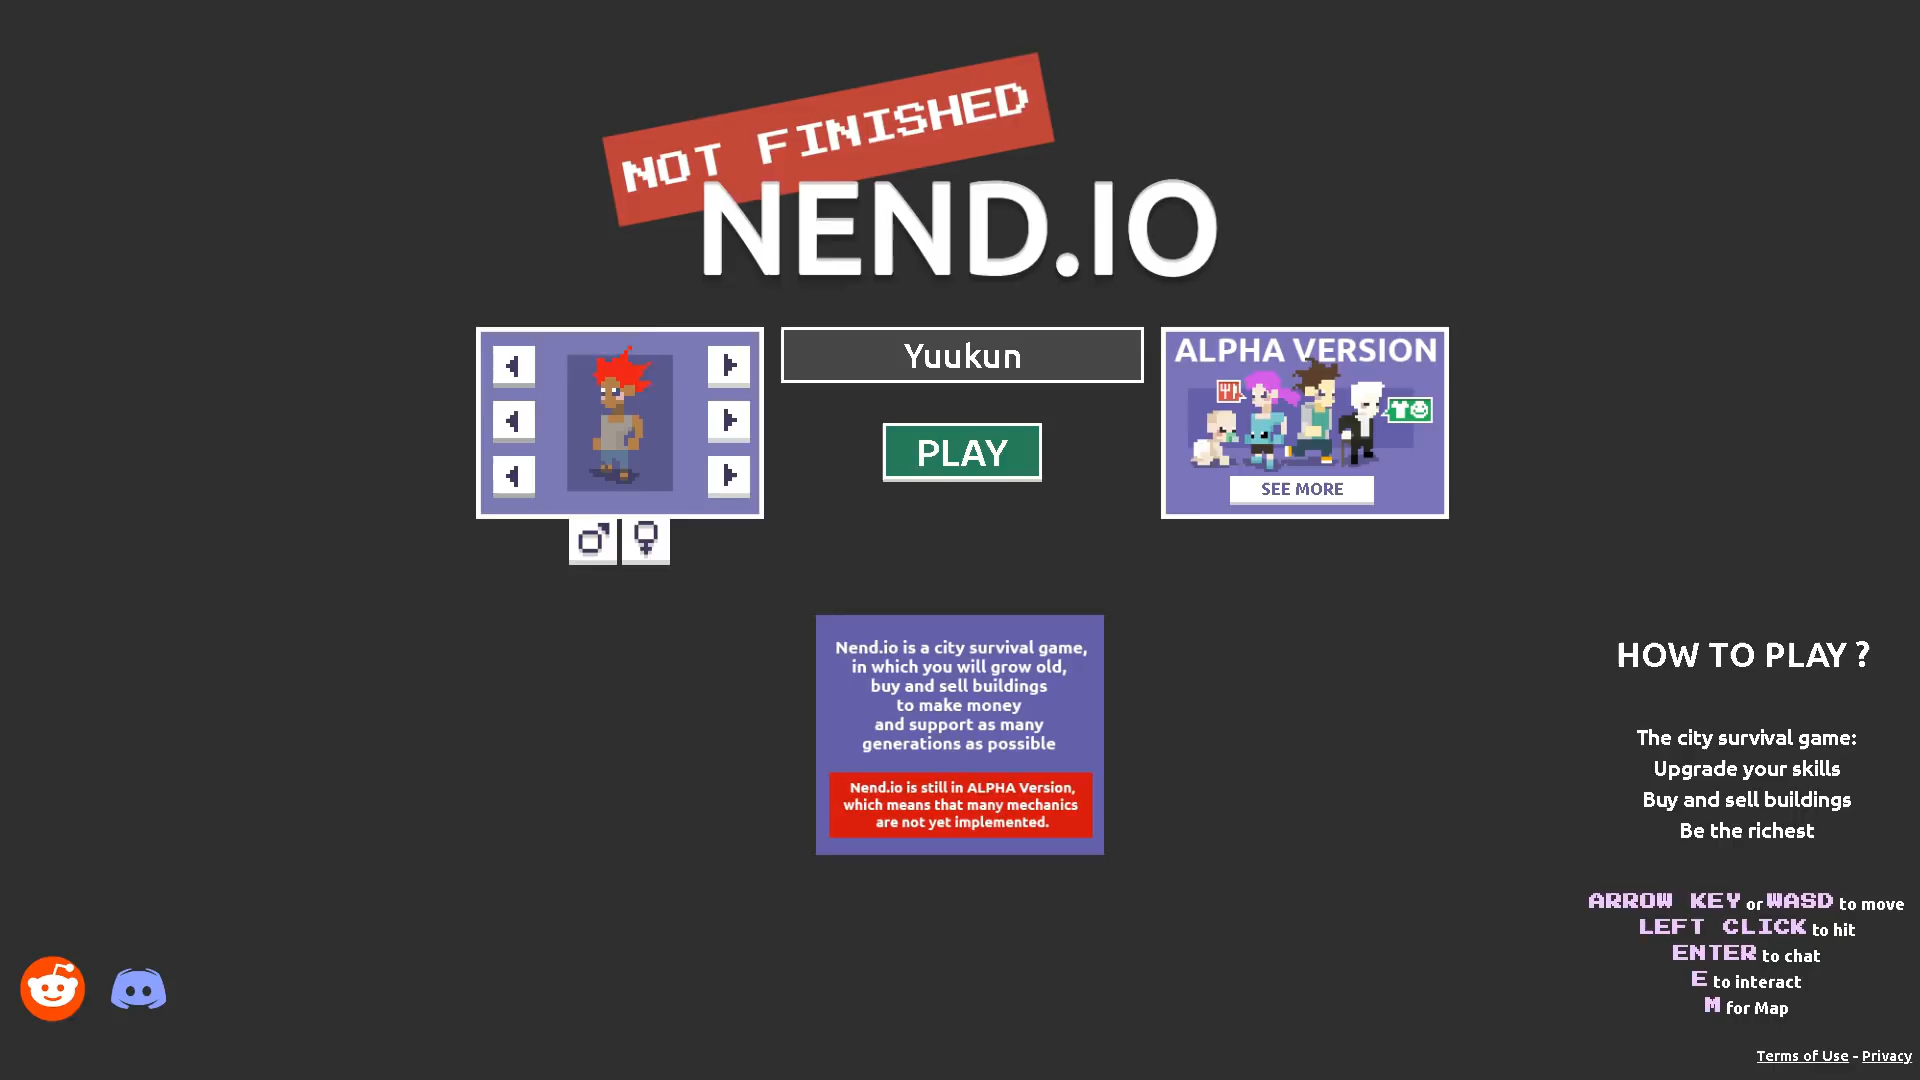 NOT FINISHED
NEND.IO
Yuukun
PLAY
ALPHA VERSION
SEE MORE
Nend.io is a city survival game,
in which you will grow old,
buy and sell buildings
to make money
and support as many
generations as possible
Nend.io is still in ALPHA Version,
which means that many mechanics
are not yet implemented.
HOW TO PLAY ?
The city survival game:
Upgrade your skills
Buy and sell buildings
Be the richest
ARROW KEY or WASD to move
LEFT CLICK to hit
ENTER to chat
E to interact
M for Map
Terms of Use - Privacy